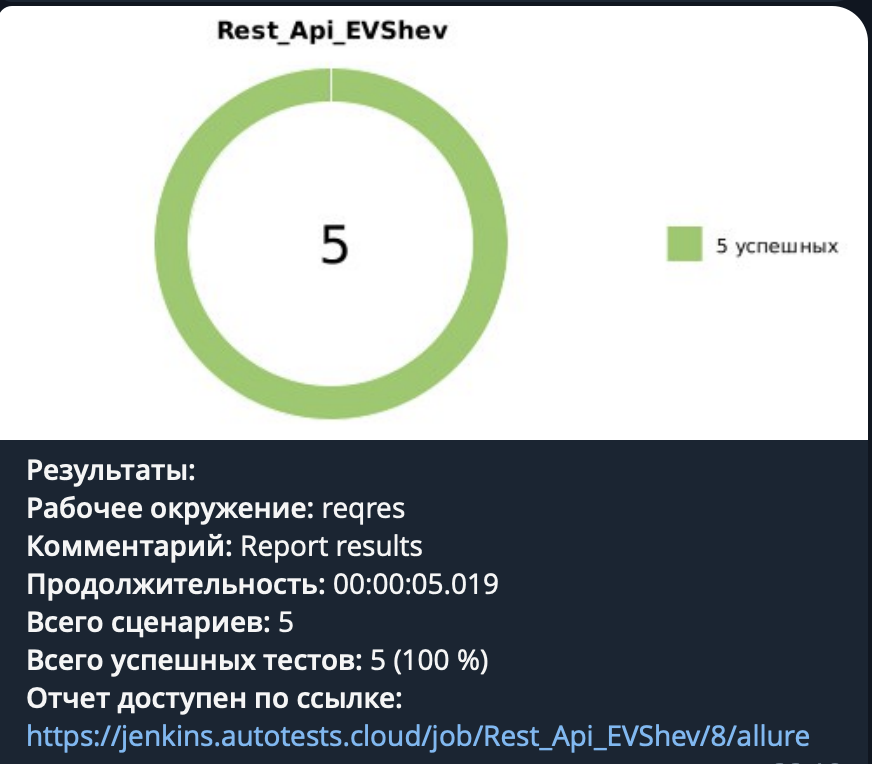 Rest_Api_EVShev
5
5 успешных
Результаты:
Рабочее окружение: reqres
Комментарий: Report results
Продолжительность: 00:00:05.019
Всего сценариев: 5
Всего успешных тестов: 5 (100 %)
Отчет доступен по ссылке:
https://jenkins.autotests.cloud/job/Rest_Api_EVShev/8/allure